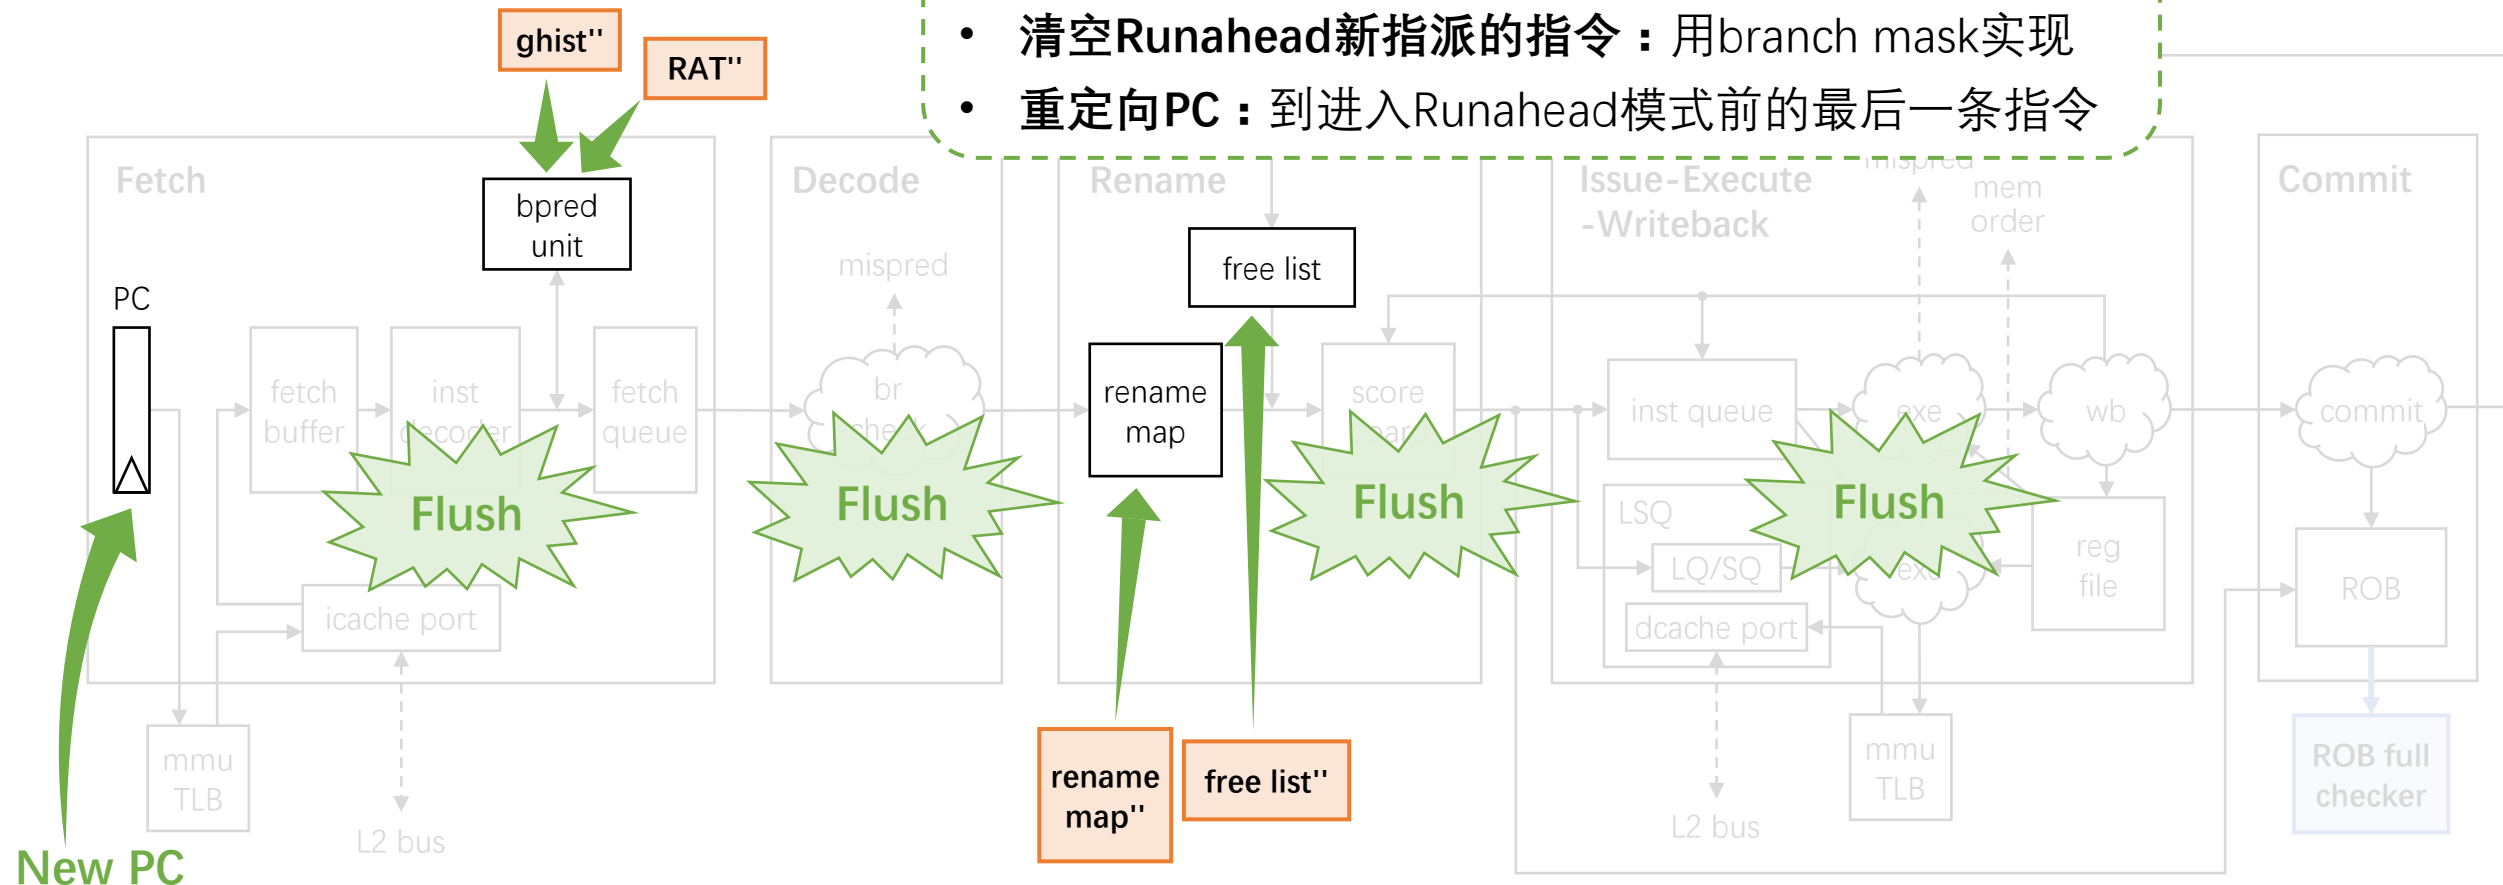 ghist''
RAT''
• 清空Runahead新指派的指令：用branch mask实现
• 重定向PC：到进入Runahead模式前的最后一条指令
Fetch
Decode
Rename
Issue-Execute
-Writeback
Commit
bpred
unit
mispred
free list
mispred
mem
order
PC
fetch
buffer
inst
decoder
fetch
queue
br
check
rename
map
score
inst queue
exe
wb
commit
Flush
Flush
Flush
Flush
LSQ
LQ/SQ
exe
dcache port
reg
file
ROB
icache port
mmu
TLB
L2 bus
rename
map''
free list''
L2 bus
mmu
TLB
ROB full
checker
New PC